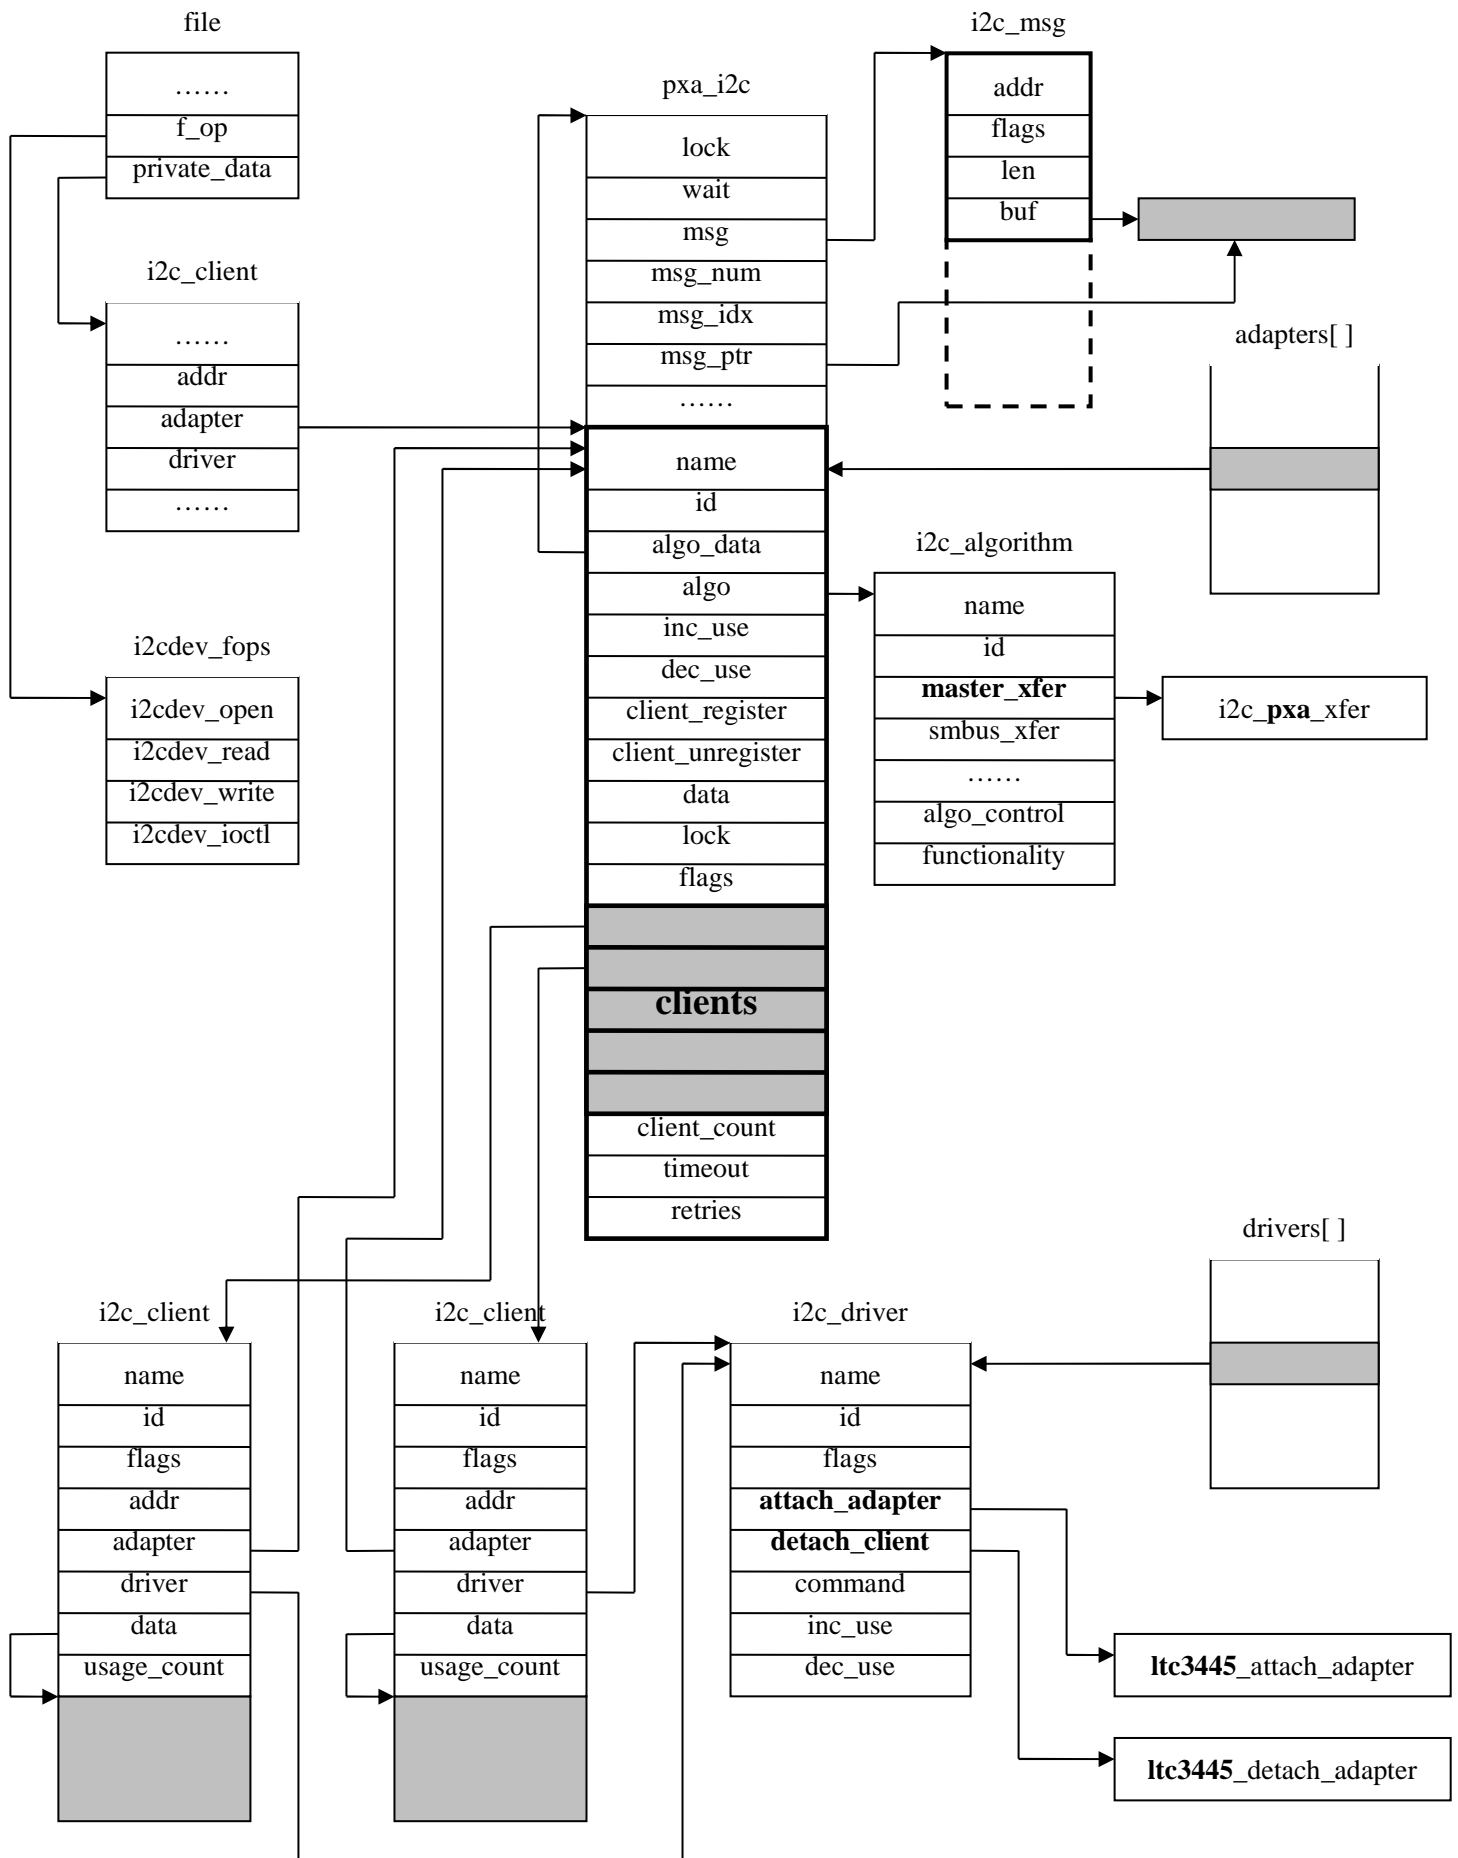 file
……
f_op
private_data
i2c_client
……
addr
adapter
driver
……
i2cdev_fops
i2cdev_open
i2cdev_read
i2cdev_write
i2cdev_ioctl
pxa_i2c
lock
wait
msg
msg_num
msg_idx
msg_ptr
……
name
id
algo_data
algo
inc_use
dec_use
client_register
client_unregister
data
lock
flags
clients
client_count
timeout
retries
i2c_msg
addr
flags
len
buf
adapters[ ]
i2c_algorithm
name
id
master_xfer
smbus_xfer
……
algo_control
functionality
i2c_pxa_xfer
i2c_client
name
id
flags
addr
adapter
driver
data
usage_count
i2c_client
name
id
flags
addr
adapter
driver
data
usage_count
i2c_driver
name
id
flags
attach_adapter
detach_client
command
inc_use
dec_use
drivers[ ]
ltc3445_attach_adapter
ltc3445_detach_adapter